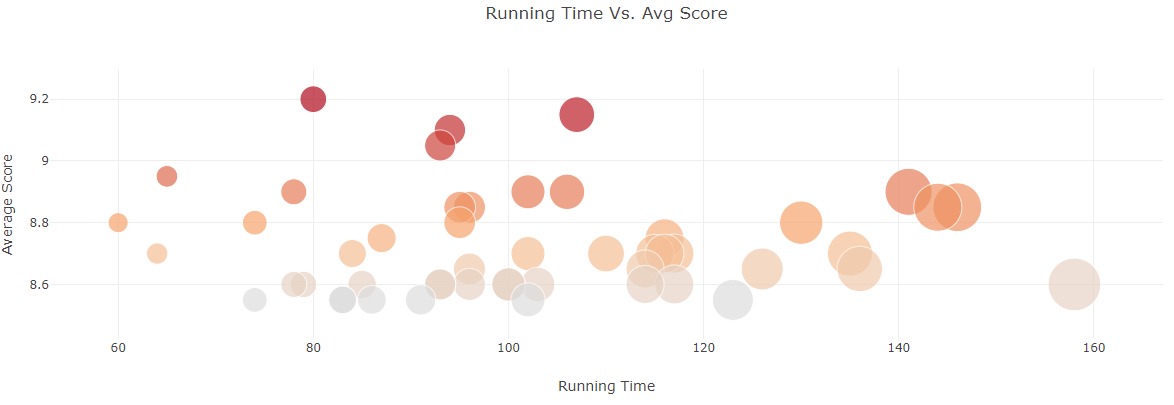 Running Time Vs. Avg Score
Average Score
9.2
9
8.8
8.6
60 80 100 120 140 160
Running Time